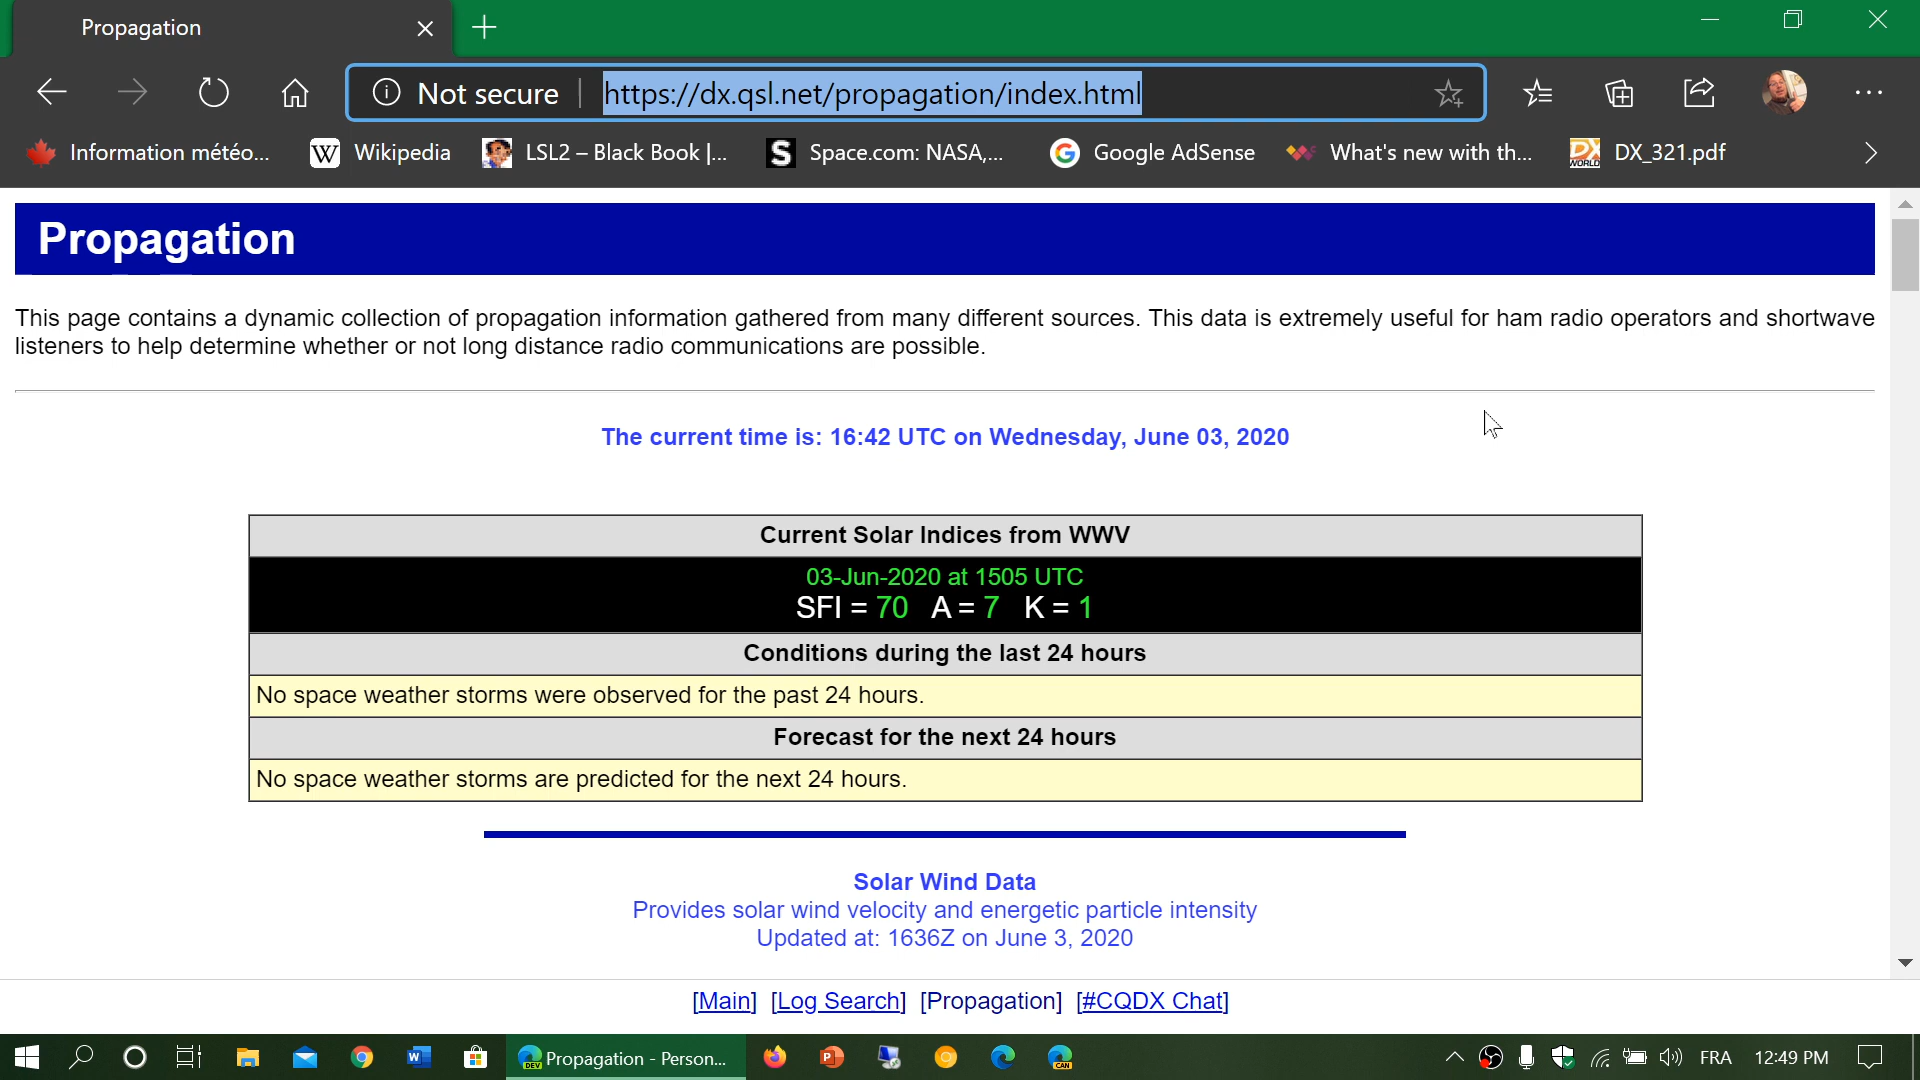 Propagation
Not secure
https://dx.qsl.net/propagation/index.html
Information météo...
W
Wikipedia
LSL2 – Black Book |...
S
Space.com: NASA,...
G
Google AdSense
What's new with th...
DX
WORLD
DX_321.pdf
Propagation
This page contains a dynamic collection of propagation information gathered from many different sources. This data is extremely useful for ham radio operators and shortwave
listeners to help determine whether or not long distance radio communications are possible.
The current time is: 16:42 UTC on Wednesday, June 03, 2020
Current Solar Indices from WWV
03-Jun-2020 at 1505 UTC
SFI = 70 A = 7 K = 1
Conditions during the last 24 hours
No space weather storms were observed for the past 24 hours.
Forecast for the next 24 hours
No space weather storms are predicted for the next 24 hours.
Solar Wind Data
Provides solar wind velocity and energetic particle intensity
Updated at: 1636Z on June 3, 2020
[Main] [Log Search] [Propagation] [#CQDX Chat]
W
DEV
Propagation - Person...
P
CAN
FRA
12:49 PM